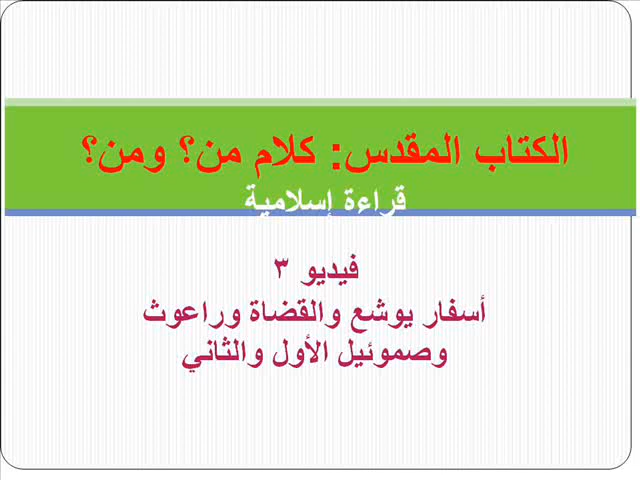 الكتاب المقدس: كلام من؟ ومن؟
قراءة إسلامية
فيديو ٣
أسفار يوشع والقضاة وراعوث
وصموئيل الأول والثاني